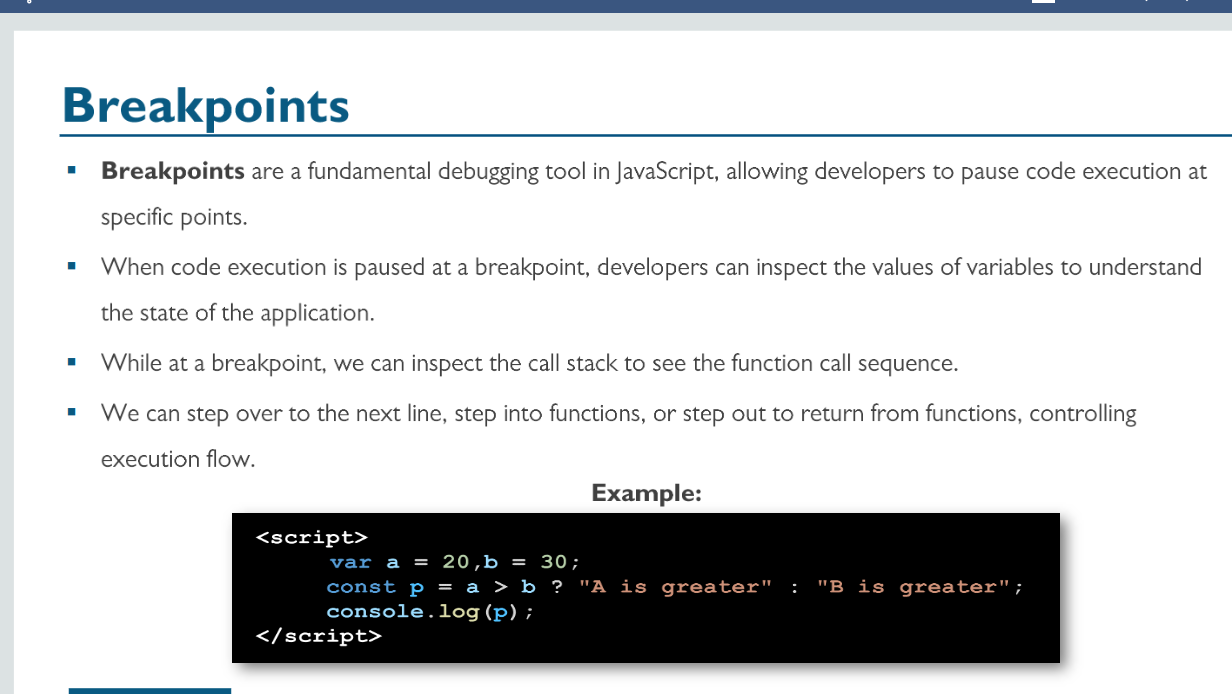 Breakpoints
▪ Breakpoints are a fundamental debugging tool in JavaScript, allowing developers to pause code execution at
specific points.
▪ When code execution is paused at a breakpoint, developers can inspect the values of variables to understand
the state of the application.
▪ While at a breakpoint, we can inspect the call stack to see the function call sequence.
▪ We can step over to the next line, step into functions, or step out to return from functions, controlling
execution flow.
Example:
<script>
var a = 20,b = 30;
const p = a > b ? "A is greater" : "B is greater";
console.log(p);
</script>